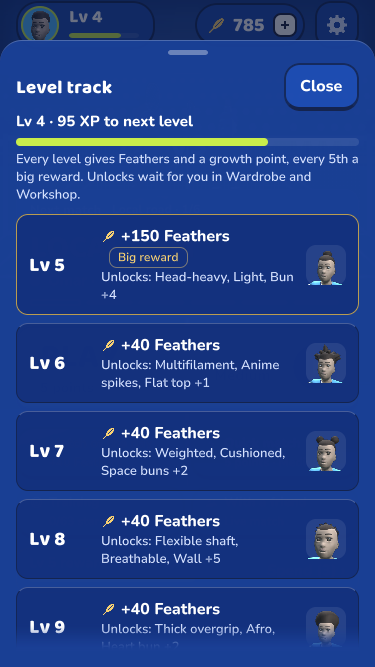 Lv 4
785 +
Level track
Close
Lv 4 · 95 XP to next level
Every level gives Feathers and a growth point, every 5th a
big reward. Unlocks wait for you in Wardrobe and
Workshop.
Lv 5
+150 Feathers
Big reward
Unlocks: Head-heavy, Light, Bun
+4
Lv 6
+40 Feathers
Unlocks: Multifilament, Anime
spikes, Flat top +1
Lv 7
+40 Feathers
Unlocks: Weighted, Cushioned,
Space buns +2
Lv 8
+40 Feathers
Unlocks: Flexible shaft,
Breathable, Wall +5
Lv 9
+40 Feathers
Unlocks: Thick overgrip, Afro,